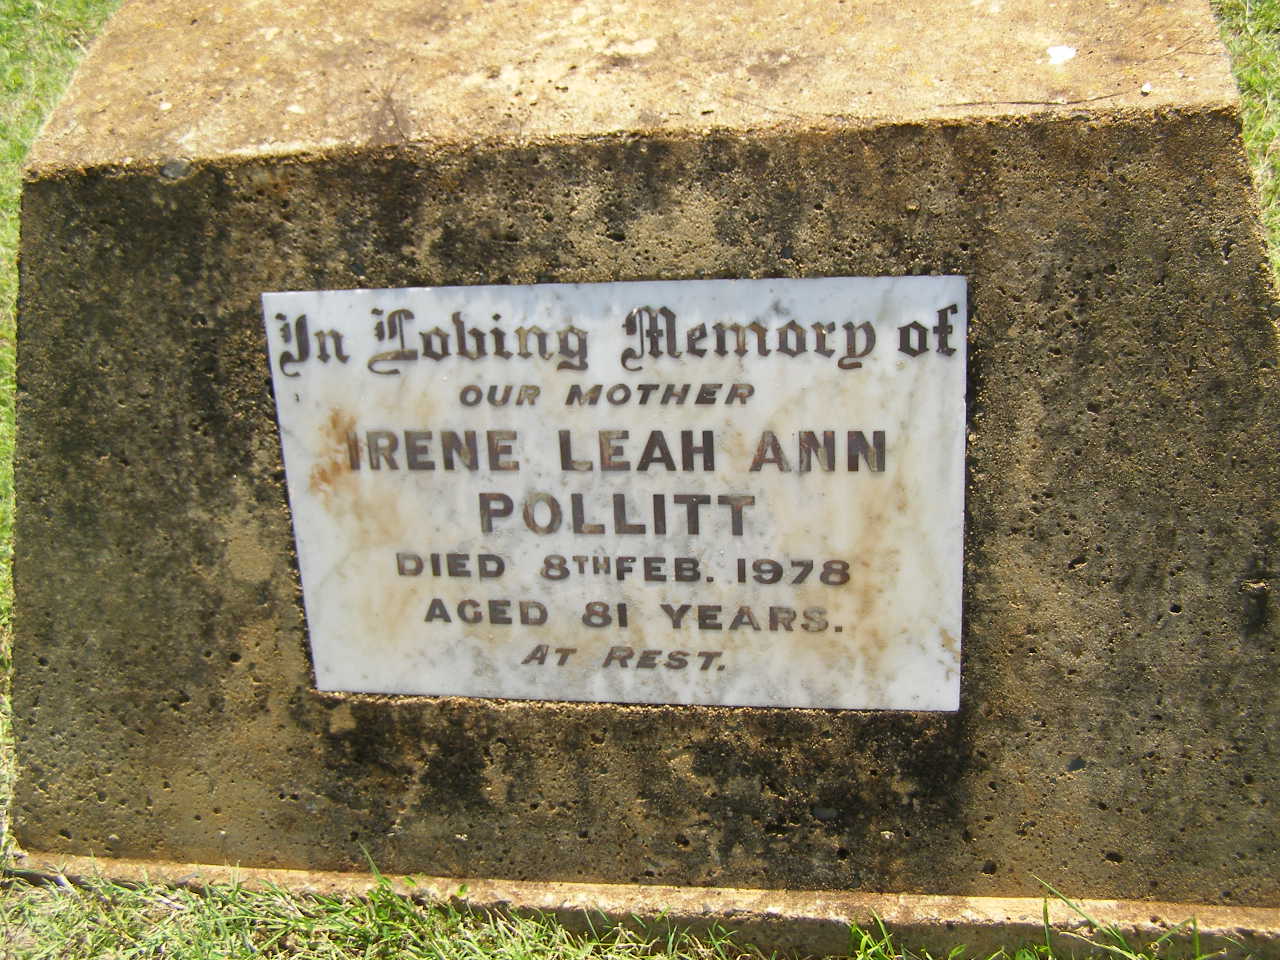 In Loving Memory of
OUR MOTHER
IRENE LEAH ANN
POLLITT
DIED 8TH FEB. 1978
AGED 81 YEARS.
AT REST.